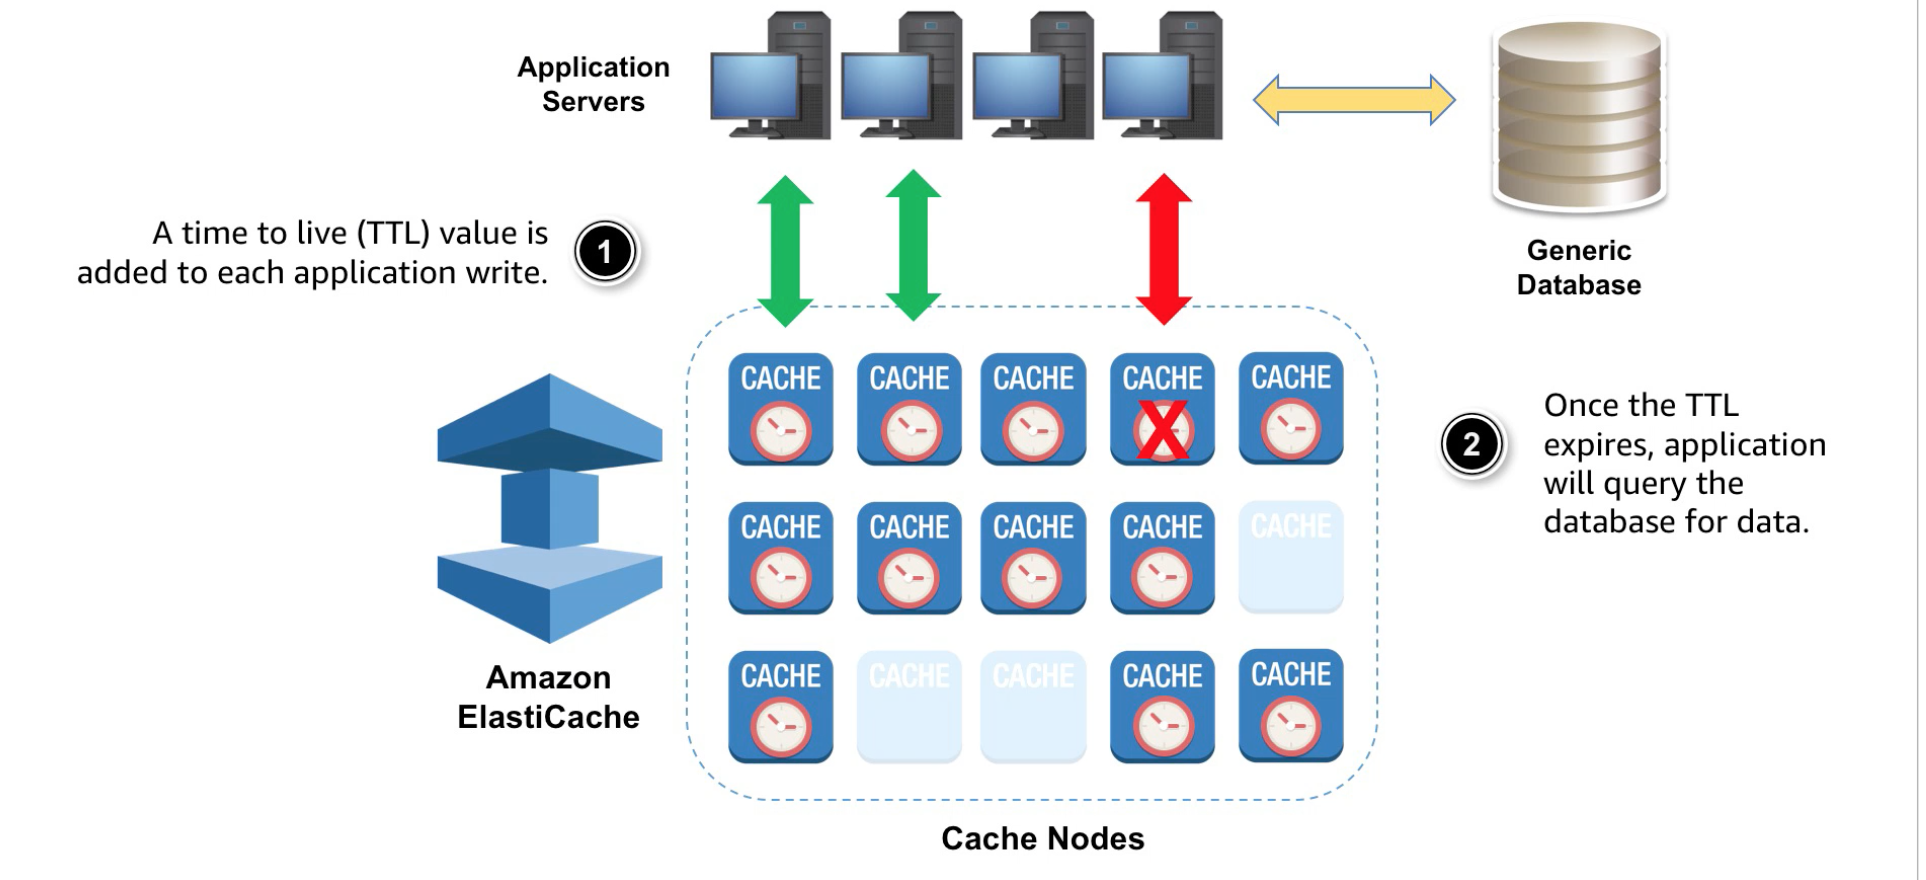 Application
Servers
A time to live (TTL) value is
added to each application write.
1
Generic
Database
CACHE CACHE CACHE CACHE CACHE
X
2
Once the TTL
expires, application
will query the
database for data.
CACHE CACHE CACHE CACHE CACHE
CACHE CACHE CACHE CACHE CACHE
Amazon
ElastiCache
Cache Nodes